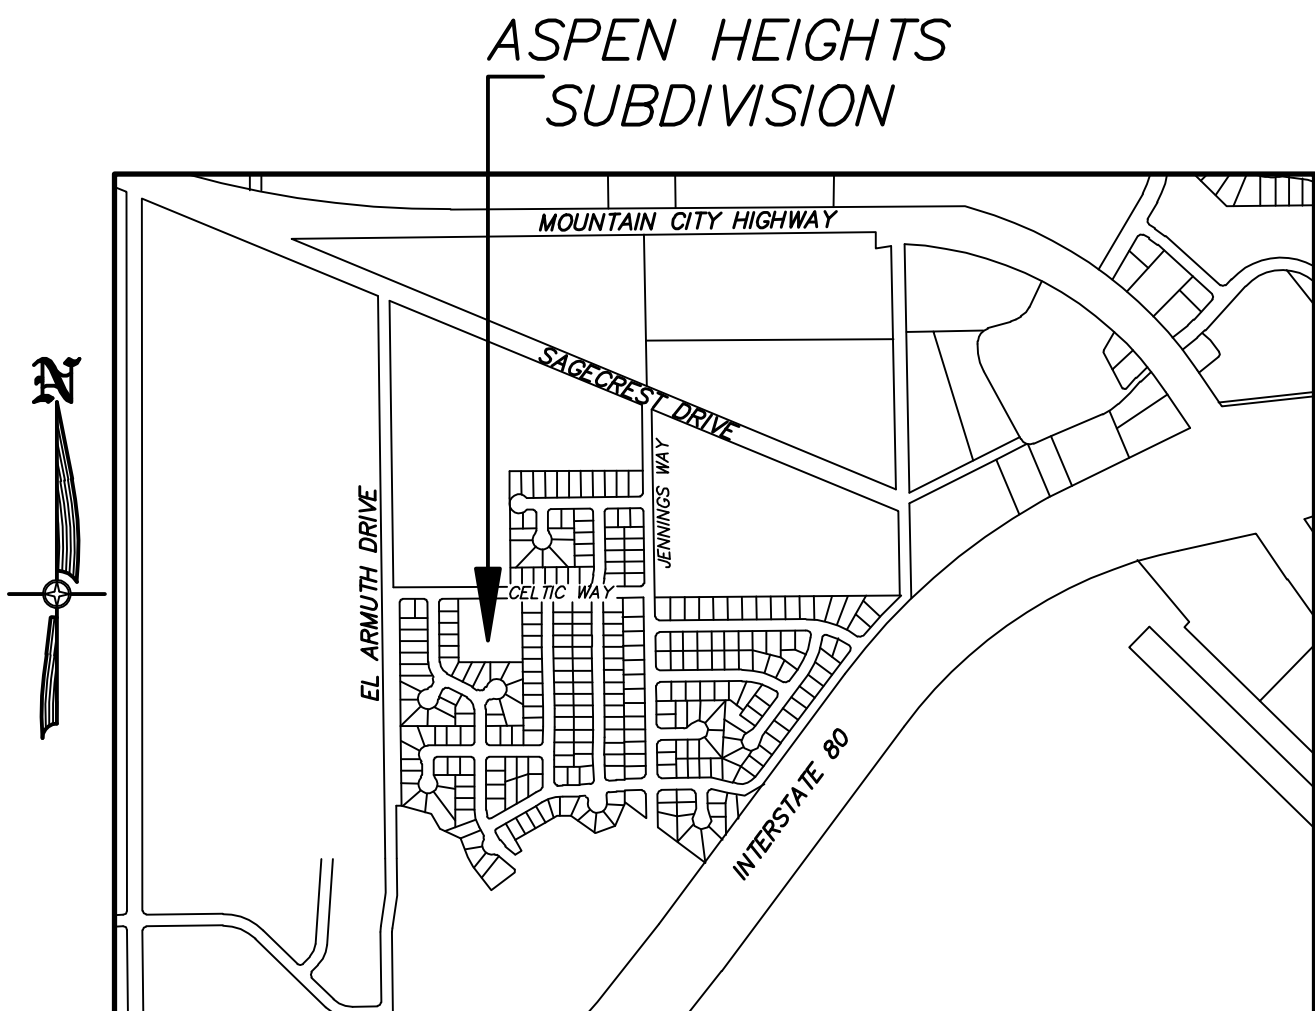 ASPEN HEIGHTS
SUBDIVISION
MOUNTAIN CITY HIGHWAY
SAGECREST DRIVE
N
JENNINGS WAY
EL ARMUTH DRIVE
CELTIC WAY
INTERSTATE 80